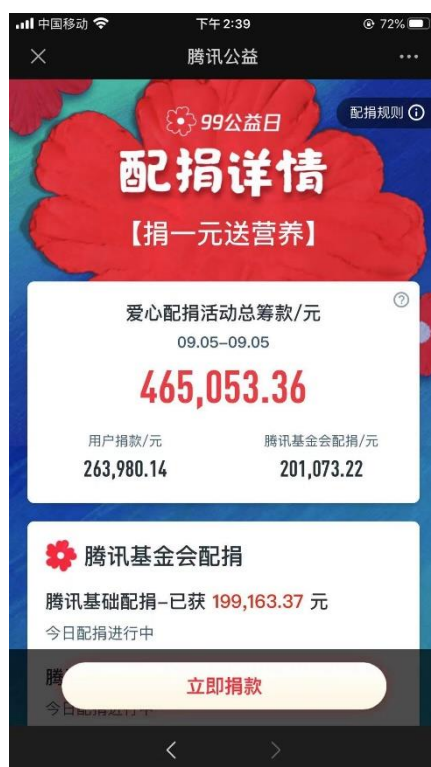 中国移动 下午2:39 72%
腾讯公益
99公益日
配捐规则
配捐详情
【捐一元送营养】
爱心配捐活动总筹款/元
09.05-09.05
465,053.36
用户捐款/元 腾讯基金会配捐/元
263,980.14 201,073.22
腾讯基金会配捐
腾讯基础配捐-已获 199,163.37 元
今日配捐进行中
立即捐款